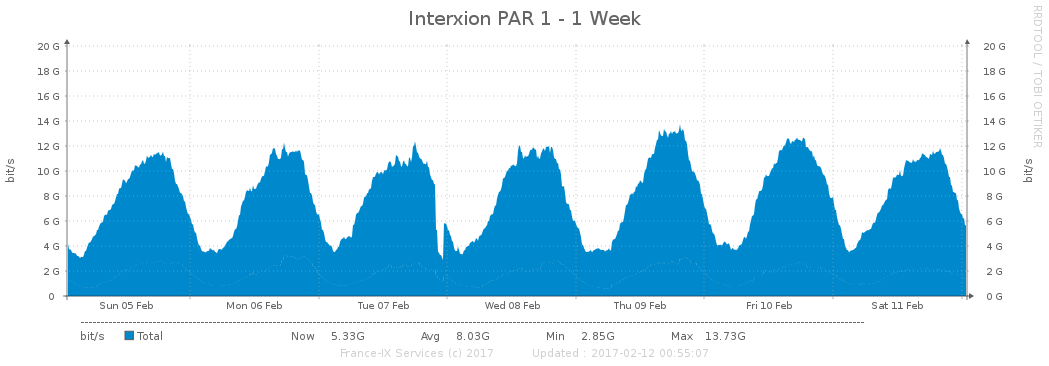 Interxion PAR 1 - 1 Week
RRDTOOL / TOBI OETIKER
20 G 20 G
18 G 18 G
16 G 16 G
14 G 14 G
12 G 12 G
10 G 10 G
8 G 8 G
6 G 6 G
4 G 4 G
2 G 2 G
0 0 G
bit/s
bit/s
Sun 05 Feb Mon 06 Feb Tue 07 Feb Wed 08 Feb Thu 09 Feb Fri 10 Feb Sat 11 Feb
bit/s Total Now 5.33G Avg 8.03G Min 2.85G Max 13.73G
France-IX Services (c) 2017 Updated : 2017-02-12 00:55:07